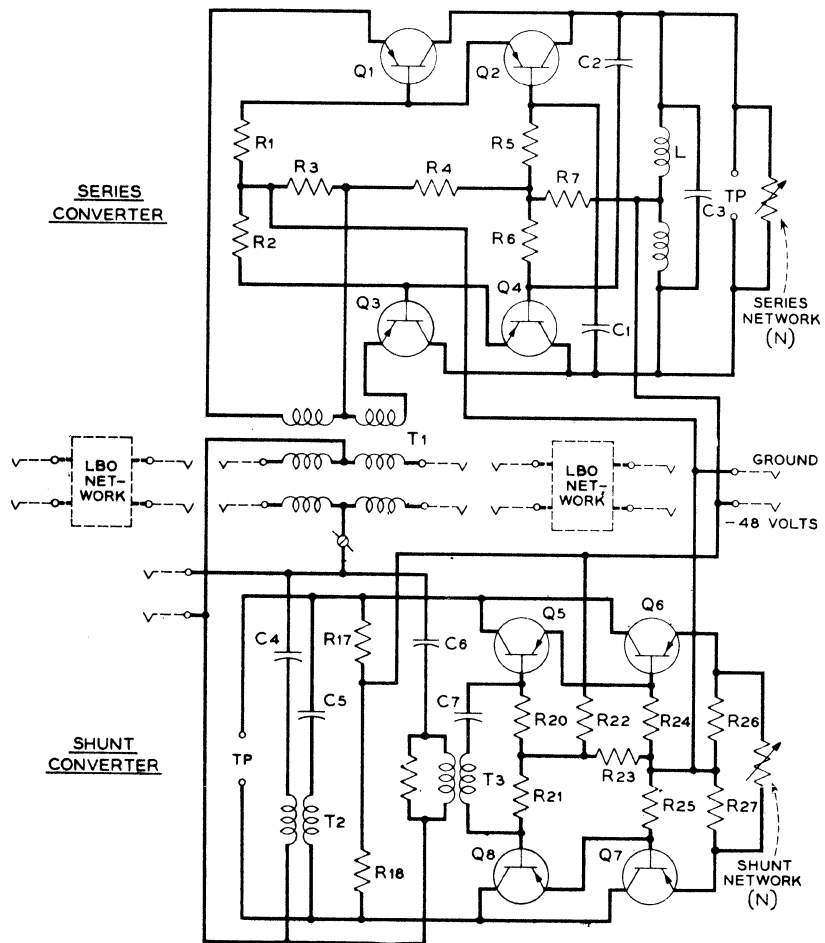 Q1
Q2
C2
R1
R5
R3
R4
R7
L
SERIES
CONVERTER
TP
C3
R2
R6
Q3
Q4
C1
SERIES
NETWORK
(N)
T1
LBO
NET-
WORK
LBO
NET-
WORK
GROUND
-48 VOLTS
Q5
Q6
C4
R17
C6
C5
C7
R20
R22
R24
R26
SHUNT
CONVERTER
TP
R23
T3
R21
R25
R27
T2
R18
Q8
Q7
SHUNT
NETWORK
(N)